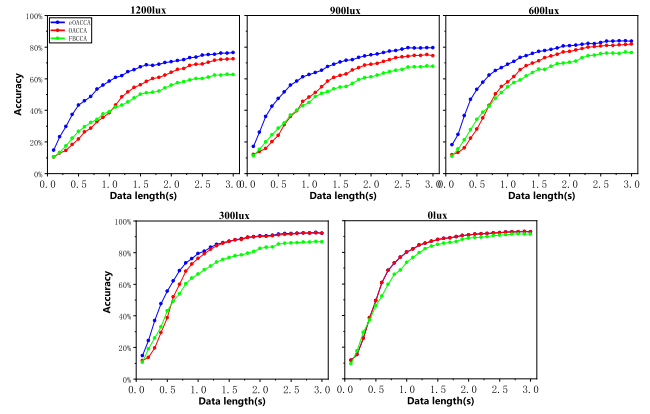 1200lux
900lux
600lux
eOACCA
OACCA
FBCCA
100%
80%
60%
40%
20%
0%
Accuracy
0.0 0.5 1.0 1.5 2.0 2.5 3.0
0.0 0.5 1.0 1.5 2.0 2.5 3.0
0.0 0.5 1.0 1.5 2.0 2.5 3.0
Data length(s)
Data length(s)
Data length(s)
300lux
0lux
100%
80%
60%
40%
20%
0%
Accuracy
0.0 0.5 1.0 1.5 2.0 2.5 3.0
0.0 0.5 1.0 1.5 2.0 2.5 3.0
Data length(s)
Data length(s)